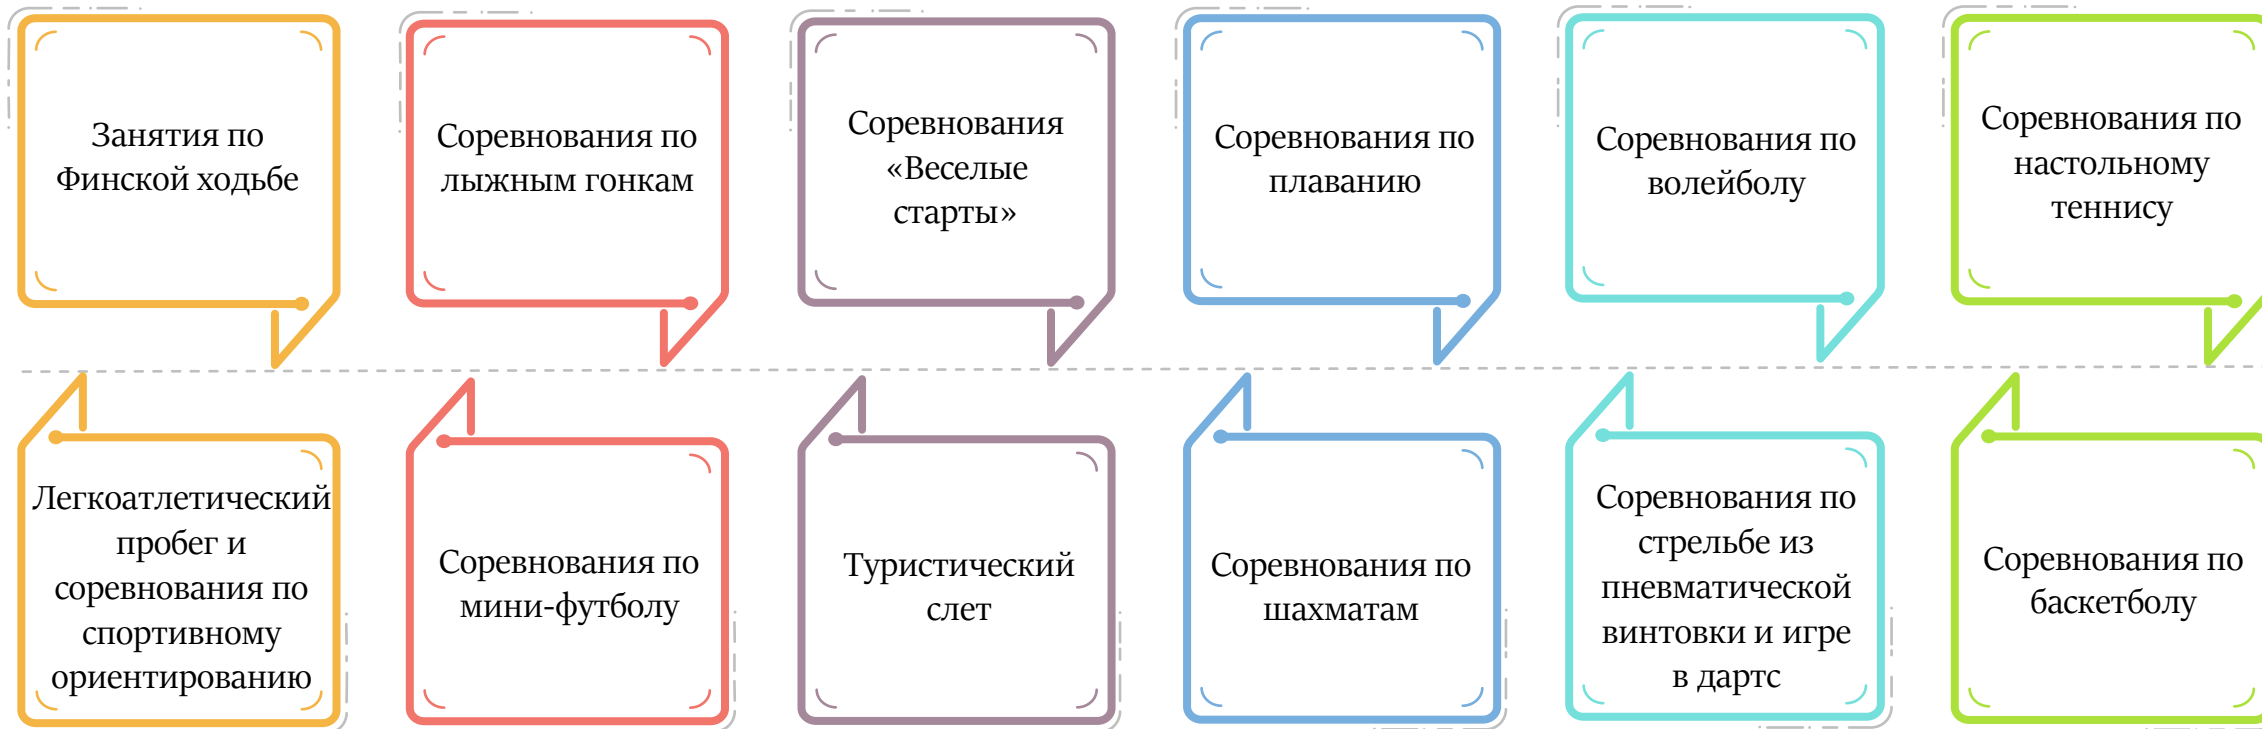 Занятия по
Финской ходьбе
Соревнования по
лыжным гонкам
Соревнования
«Веселые
старты»
Соревнования по
плаванию
Соревнования по
волейболу
Соревнования по
настольному
теннису
Легкоатлетический
пробег и
соревнования по
спортивному
ориентированию
Соревнования по
мини-футболу
Туристический
слет
Соревнования по
шахматам
Соревнования по
стрельбе из
пневматической
винтовки и игре
в дартс
Соревнования по
баскетболу